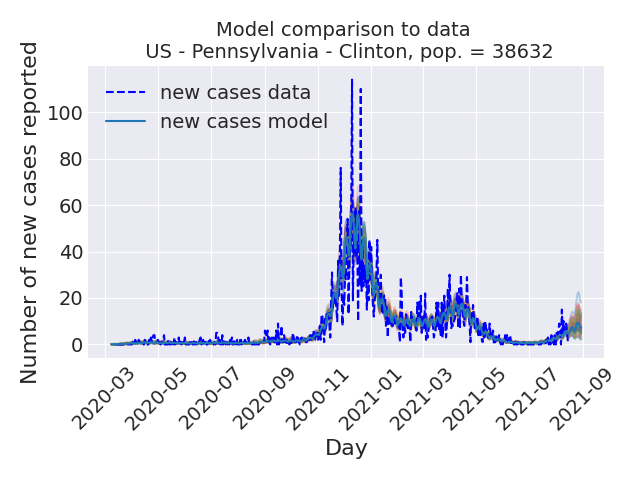 Model comparison to data
US - Pennsylvania - Clinton, pop. = 38632
Number of new cases reported
100
80
60
40
20
0
new cases data
new cases model
2020-03
2020-05
2020-07
2020-09
2020-11
2021-01
2021-03
2021-05
2021-07
2021-09
Day